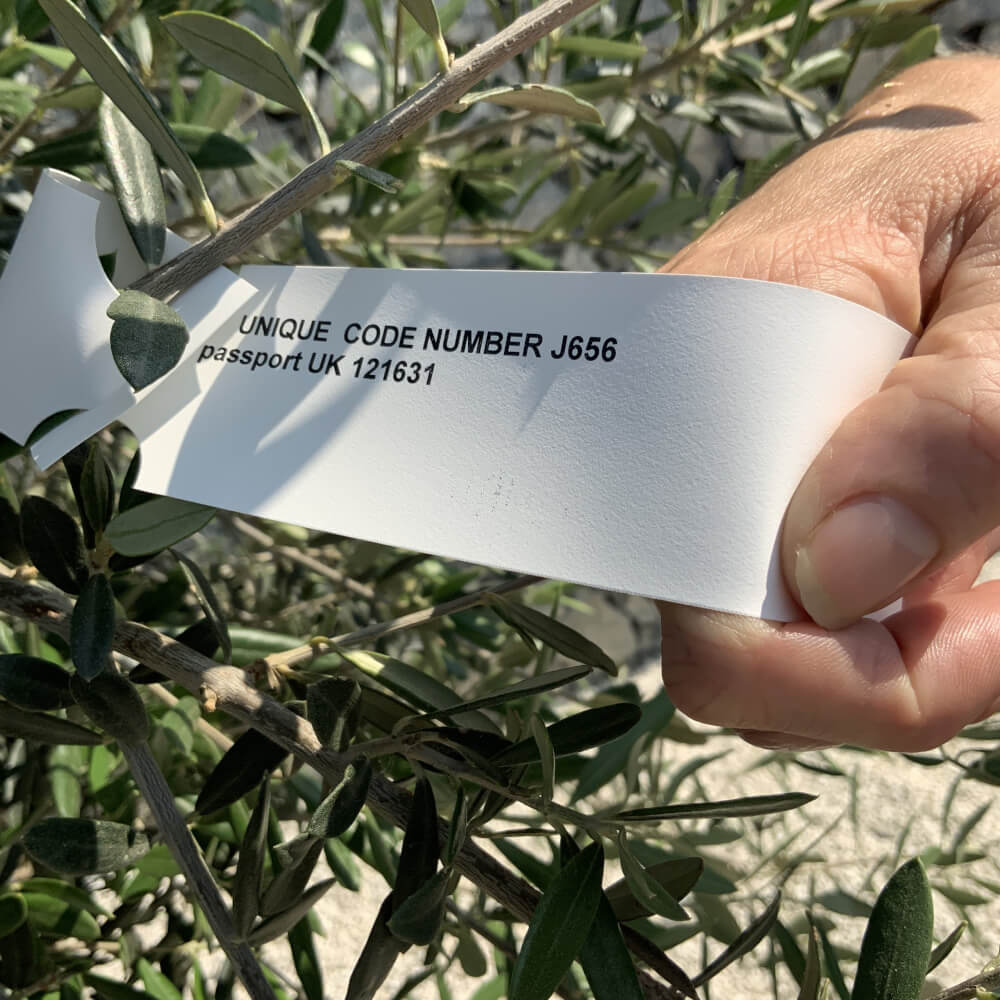 UNIQUE CODE NUMBER J656
passport UK 121631